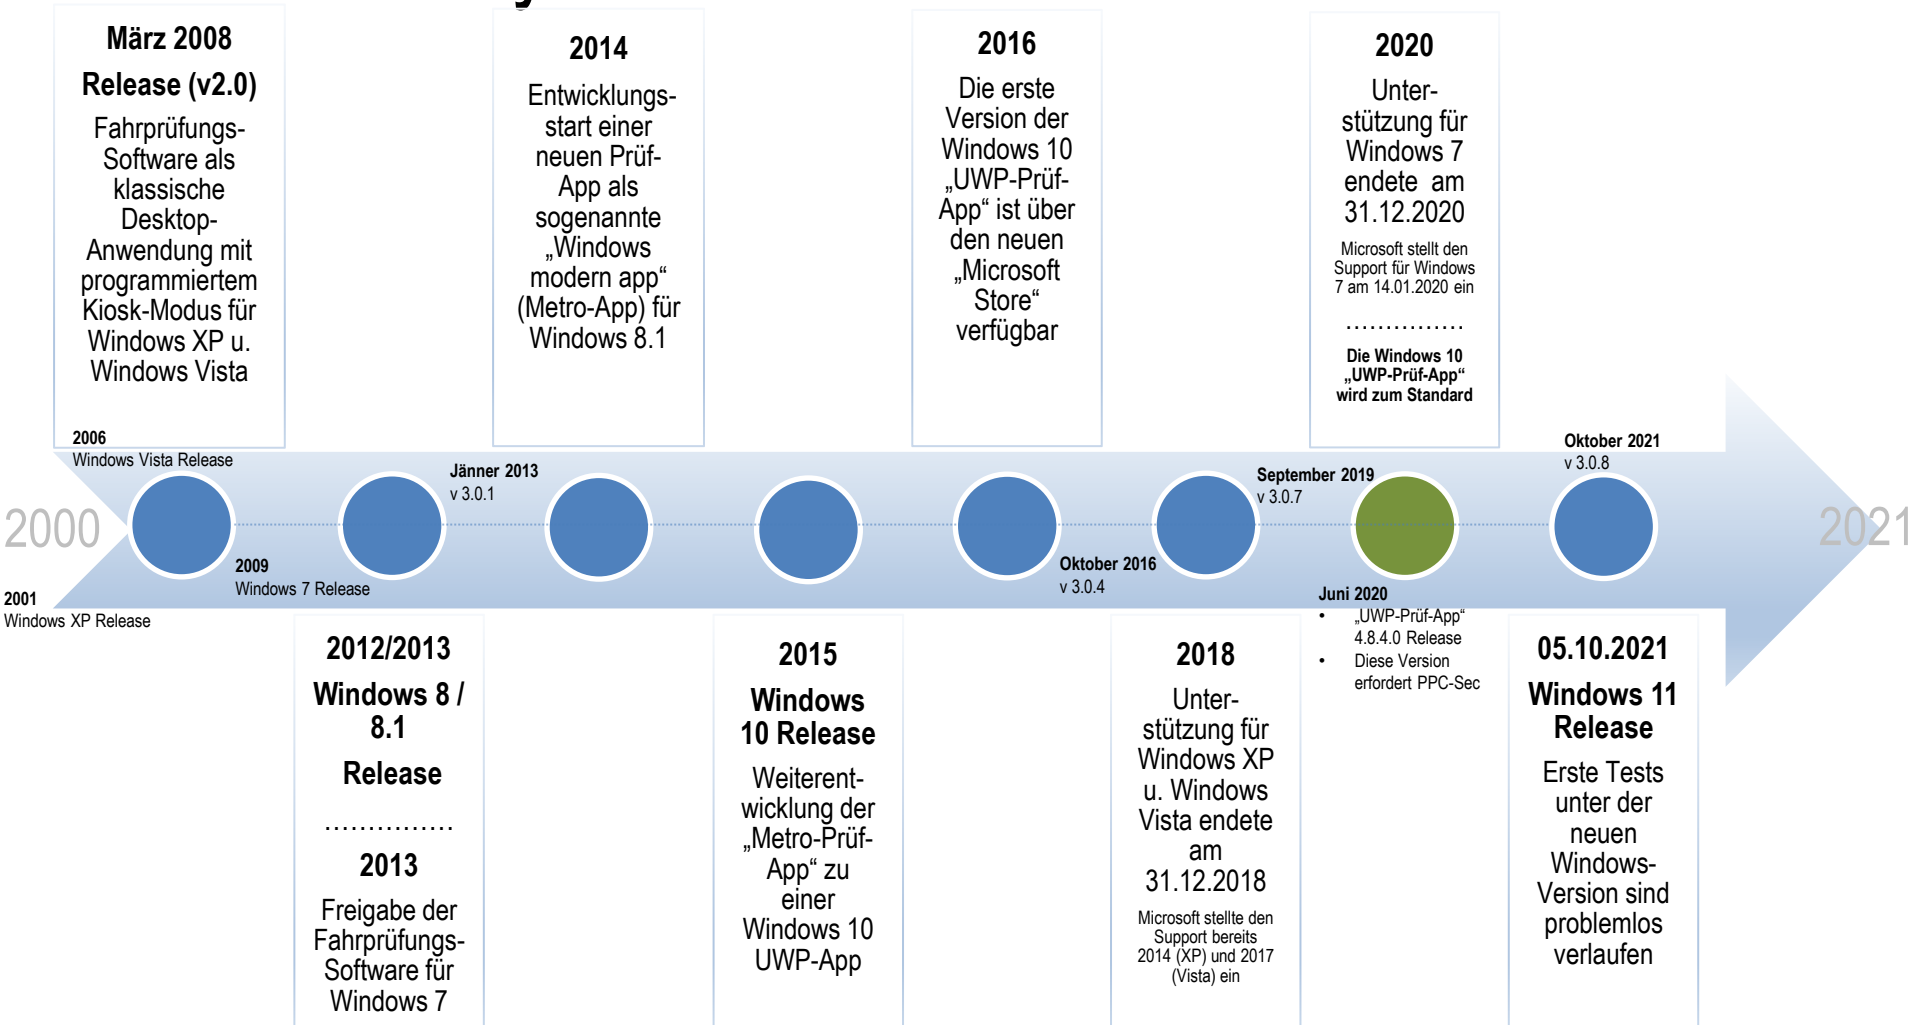 März 2008
Release (v2.0)
Fahrprüfungs-
Software als
klassische
Desktop-
Anwendung mit
programmiertem
Kiosk-Modus für
Windows XP u.
Windows Vista
2014
Entwicklungs-
start einer
neuen Prüf-
App als
sogenannte
„Windows
modern app“
(Metro-App) für
Windows 8.1
2016
Die erste
Version der
Windows 10
„UWP-Prüf-
App“ ist über
den neuen
„Microsoft
Store“
verfügbar
2020
Unter-
stützung für
Windows 7
endete am
31.12.2020
Microsoft stellt den
Support für Windows
7 am 14.01.2020 ein
……………
Die Windows 10
„UWP-Prüf-App“
wird zum Standard
2006
Windows Vista Release
Jänner 2013
v 3.0.1
September 2019
v 3.0.7
Oktober 2021
v 3.0.8
2000
2021
2001
Windows XP Release
2009
Windows 7 Release
Oktober 2016
v 3.0.4
Juni 2020
• „UWP-Prüf-App“
4.8.4.0 Release
• Diese Version
erfordert PPC-Sec
2012/2013
Windows 8 /
8.1
Release
……………
2013
Freigabe der
Fahrprüfungs-
Software für
Windows 7
2015
Windows
10 Release
Weiterent-
wicklung der
„Metro-Prüf-
App“ zu
einer
Windows 10
UWP-App
2018
Unter-
stützung für
Windows XP
u. Windows
Vista endete
am
31.12.2018
Microsoft stellte den
Support bereits
2014 (XP) und 2017
(Vista) ein
05.10.2021
Windows 11
Release
Erste Tests
unter der
neuen
Windows-
Version sind
problemlos
verlaufen